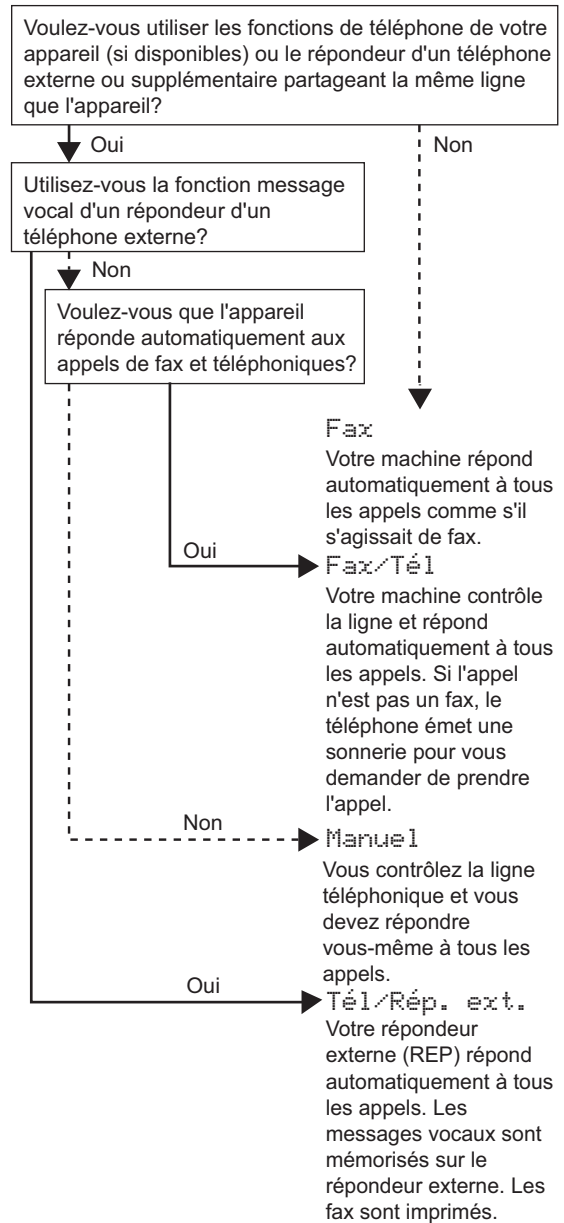 Voulez-vous utiliser les fonctions de téléphone de votre
appareil (si disponibles) ou le répondeur d'un téléphone
externe ou supplémentaire partageant la même ligne
que l'appareil?
Oui
Non
Utilisez-vous la fonction message
vocal d'un répondeur d'un
téléphone externe?
Non
Voulez-vous que l'appareil
réponde automatiquement aux
appels de fax et téléphoniques?
Fax
Votre machine répond
automatiquement à tous
les appels comme s'il
s'agissait de fax.
Oui
Fax/Tél
Votre machine contrôle
la ligne et répond
automatiquement à tous
les appels. Si l'appel
n'est pas un fax, le
téléphone émet une
sonnerie pour vous
demander de prendre
l'appel.
Non
Manuel
Vous contrôlez la ligne
téléphonique et vous
devez répondre
vous-même à tous les
appels.
Oui
Tél/Rép. ext.
Votre répondeur
externe (REP) répond
automatiquement à tous
les appels. Les
messages vocaux sont
mémorisés sur le
répondeur externe. Les
fax sont imprimés.